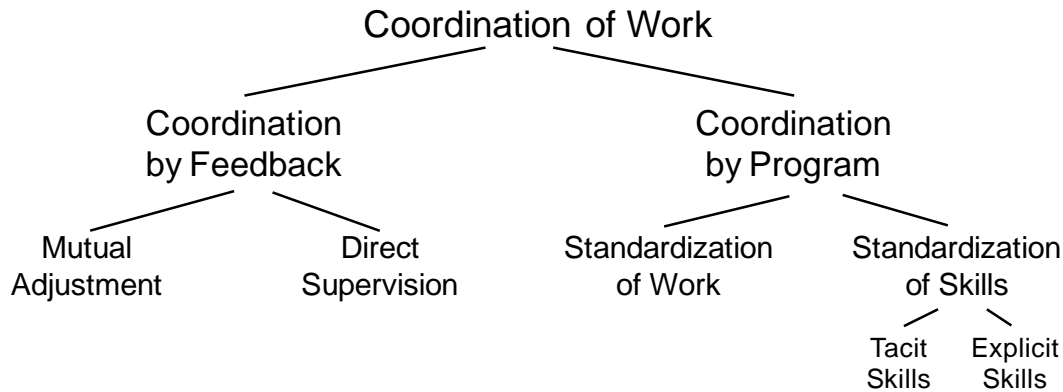 Coordination of Work
Coordination
by Feedback
Coordination
by Program
Mutual
Adjustment
Direct
Supervision
Standardization
of Work
Standardization
of Skills
Tacit
Skills
Explicit
Skills